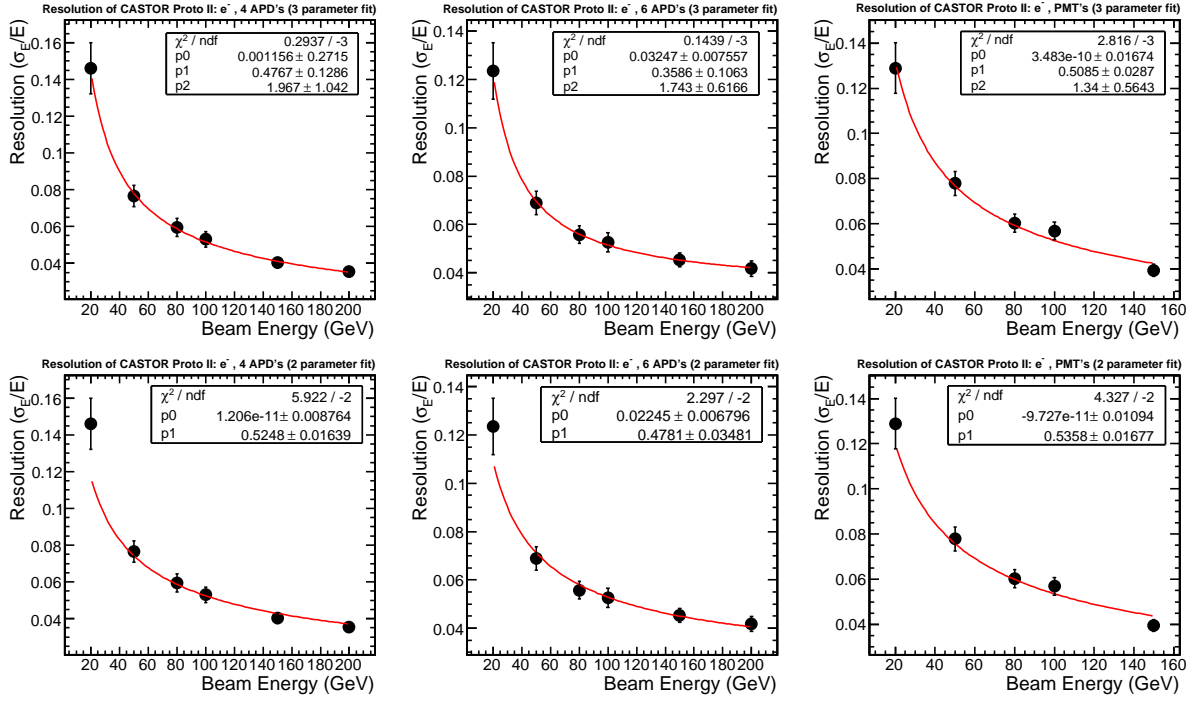 Resolution of CASTOR Proto II: e⁻ , 4 APD's (3 parameter fit)
Resolution (σ_E/E)
0.16
0.14
0.12
0.1
0.08
0.06
0.04
χ² / ndf 0.2937 / -3
p0 0.001156 ± 0.2715
p1 0.4767 ± 0.1286
p2 1.967 ± 1.042
20 40 60 80 100 120 140 160 180 200
Beam Energy (GeV)
Resolution of CASTOR Proto II: e⁻ , 6 APD's (3 parameter fit)
Resolution (σ_E/E)
0.14
0.12
0.1
0.08
0.06
0.04
χ² / ndf 0.1439 / -3
p0 0.03247 ± 0.007557
p1 0.3586 ± 0.1063
p2 1.743 ± 0.6166
20 40 60 80 100 120 140 160 180 200
Beam Energy (GeV)
Resolution of CASTOR Proto II: e⁻ , PMT's (3 parameter fit)
Resolution (σ_E/E)
0.14
0.12
0.1
0.08
0.06
0.04
χ² / ndf 2.816 / -3
p0 3.483e-10 ± 0.01674
p1 0.5085 ± 0.0287
p2 1.34 ± 0.5643
20 40 60 80 100 120 140 160
Beam Energy (GeV)
Resolution of CASTOR Proto II: e⁻ , 4 APD's (2 parameter fit)
Resolution (σ_E/E)
0.16
0.14
0.12
0.1
0.08
0.06
0.04
χ² / ndf 5.922 / -2
p0 1.206e-11 ± 0.008764
p1 0.5248 ± 0.01639
20 40 60 80 100 120 140 160 180 200
Beam Energy (GeV)
Resolution of CASTOR Proto II: e⁻ , 6 APD's (2 parameter fit)
Resolution (σ_E/E)
0.14
0.12
0.1
0.08
0.06
0.04
χ² / ndf 2.297 / -2
p0 0.02245 ± 0.006796
p1 0.4781 ± 0.03481
20 40 60 80 100 120 140 160 180 200
Beam Energy (GeV)
Resolution of CASTOR Proto II: e⁻ , PMT's (2 parameter fit)
Resolution (σ_E/E)
0.14
0.12
0.1
0.08
0.06
0.04
χ² / ndf 4.327 / -2
p0 -9.727e-11 ± 0.01094
p1 0.5358 ± 0.01677
20 40 60 80 100 120 140 160
Beam Energy (GeV)